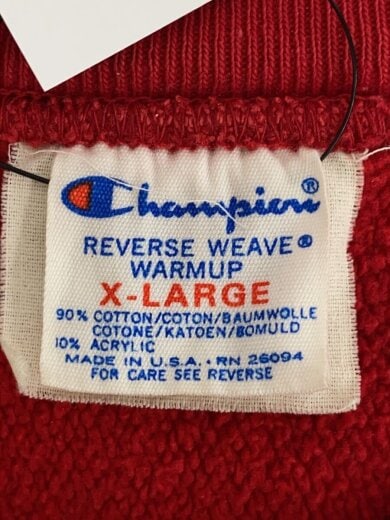 Champion®
REVERSE WEAVE®
WARMUP
X-LARGE
90% COTTON/COTON/BAUMWOLLE
COTONE/KATOEN/BOMULD
10% ACRYLIC
MADE IN U.S.A. • RN 26094
FOR CARE SEE REVERSE